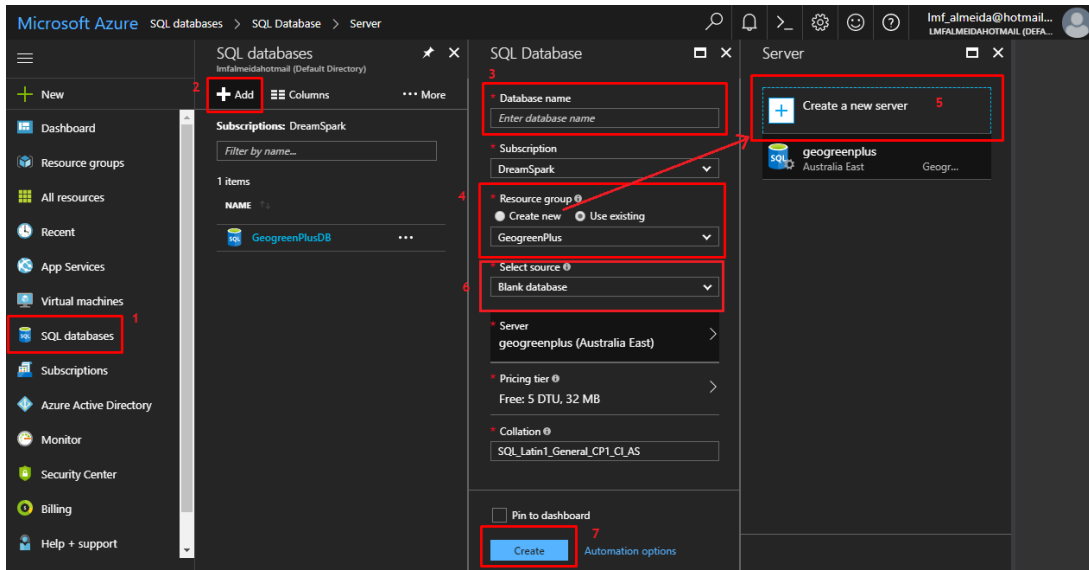 Microsoft Azure SQL databases > SQL Database > Server
lmf_almeida@hotmail...
LMFALMEIDAHOTMAIL (DEFA...
New
Dashboard
Resource groups
All resources
Recent
App Services
Virtual machines
1
SQL databases
Subscriptions
Azure Active Directory
Monitor
Security Center
Billing
Help + support
SQL databases
lmfalmeidahotmail (Default Directory)
2
Add Columns ••• More
Subscriptions: DreamSpark
Filter by name...
1 items
NAME
GeogreenPlusDB •••
SQL Database
3
* Database name
Enter database name
* Subscription
DreamSpark
4
* Resource group
Create new Use existing
GeogreenPlus
* Select source
6
Blank database
* Server
geogreenplus (Australia East)
* Pricing tier
Free: 5 DTU, 32 MB
* Collation
SQL_Latin1_General_CP1_CI_AS
Pin to dashboard
7
Create Automation options
Server
Create a new server 5
SQL
geogreenplus
Australia East Geogr...